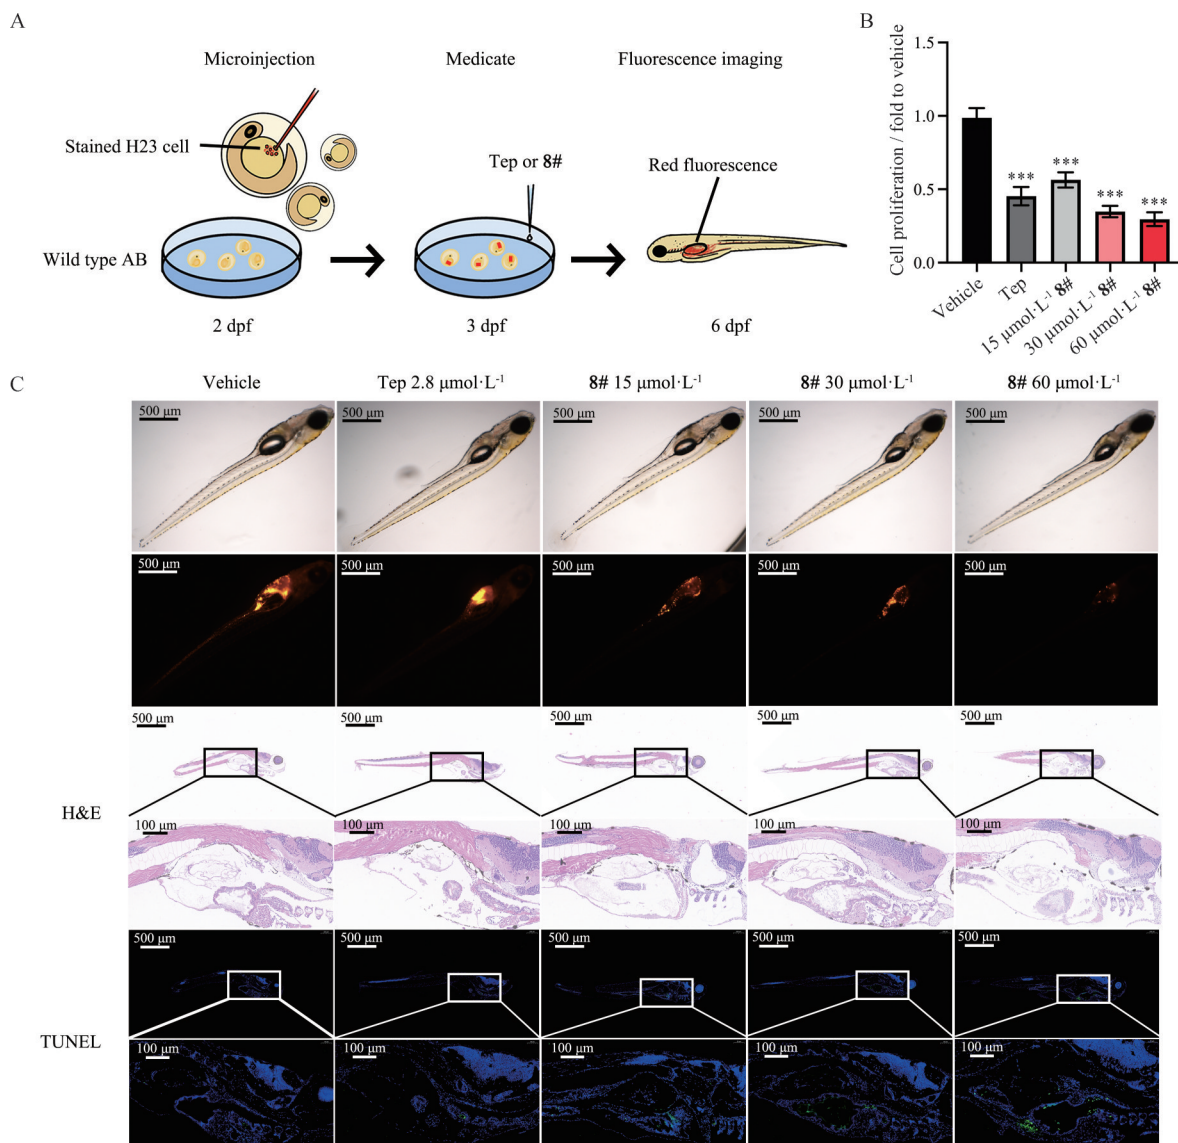 A
Microinjection
Medicate
Fluorescence imaging
Stained H23 cell
Tep or 8#
Red fluorescence
Wild type AB
2 dpf
3 dpf
6 dpf
B
Cell proliferation / fold to vehicle
1.5
1.0
0.5
0.0
***
***
***
***
Vehicle
Tep
15 μmol·L⁻¹ 8#
30 μmol·L⁻¹ 8#
60 μmol·L⁻¹ 8#
C
Vehicle
Tep 2.8 μmol·L⁻¹
8# 15 μmol·L⁻¹
8# 30 μmol·L⁻¹
8# 60 μmol·L⁻¹
500 μm
500 μm
500 μm
500 μm
500 μm
500 μm
500 μm
500 μm
500 μm
500 μm
H&E
500 μm
500 μm
500 μm
500 μm
500 μm
100 μm
100 μm
100 μm
100 μm
100 μm
TUNEL
500 μm
500 μm
500 μm
500 μm
500 μm
100 μm
100 μm
100 μm
100 μm
100 μm